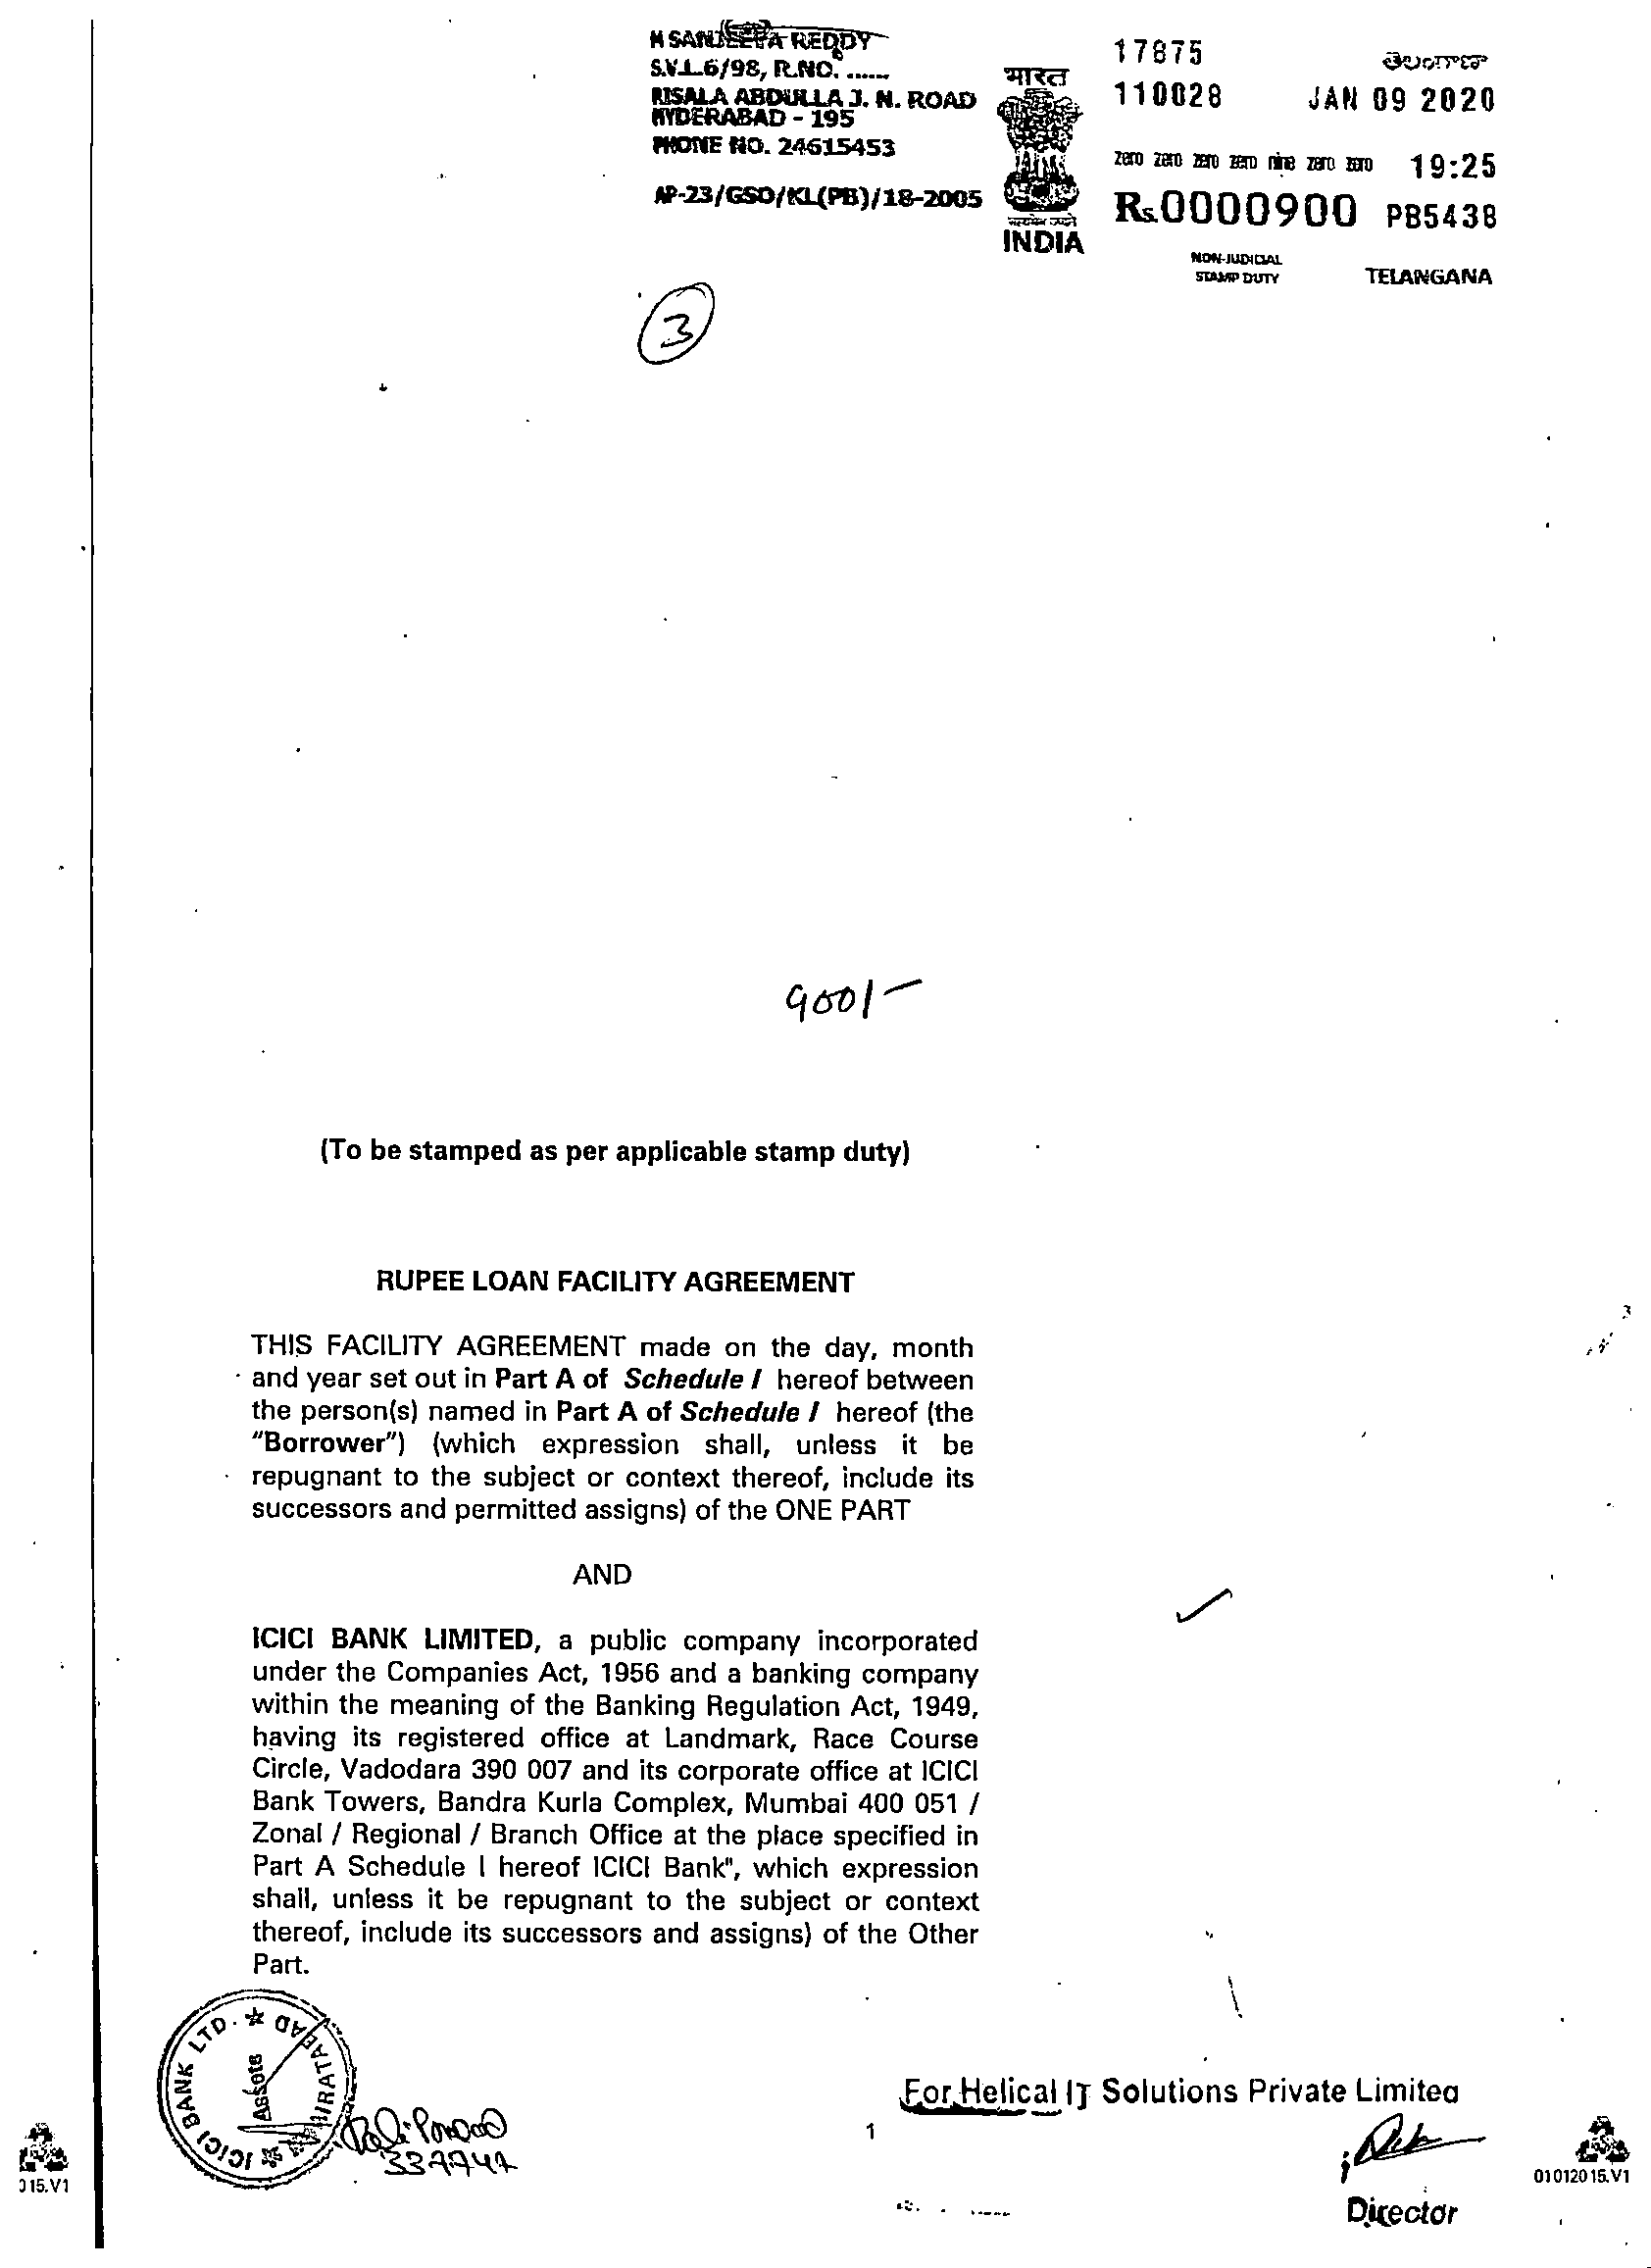 M SANJEEVA REDDY
S.V.L.6/98, R.NO. ......
RISALA ABDULLA J. N. ROAD
HYDERABAD - 195
PHONE NO. 24615453
AP-23/GSO/KL(PB)/18-2005
भारत
INDIA
17875 తెలంగాణ
110028 JAN 09 2020
zero zero zero zero nine zero zero 19:25
Rs.0000900 PB5438
NON-JUDICIAL
STAMP DUTY TELANGANA
3
900/-
(To be stamped as per applicable stamp duty)
RUPEE LOAN FACILITY AGREEMENT
THIS FACILITY AGREEMENT made on the day, month
and year set out in Part A of Schedule I hereof between
the person(s) named in Part A of Schedule I hereof (the
"Borrower") (which expression shall, unless it be
repugnant to the subject or context thereof, include its
successors and permitted assigns) of the ONE PART
AND
ICICI BANK LIMITED, a public company incorporated
under the Companies Act, 1956 and a banking company
within the meaning of the Banking Regulation Act, 1949,
having its registered office at Landmark, Race Course
Circle, Vadodara 390 007 and its corporate office at ICICI
Bank Towers, Bandra Kurla Complex, Mumbai 400 051 /
Zonal / Regional / Branch Office at the place specified in
Part A Schedule I hereof ICICI Bank", which expression
shall, unless it be repugnant to the subject or context
thereof, include its successors and assigns) of the Other
Part.
ICICI BANK LTD.
Assets
For Helical IT Solutions Private Limited
1
Director
015.V1
01012015.V1